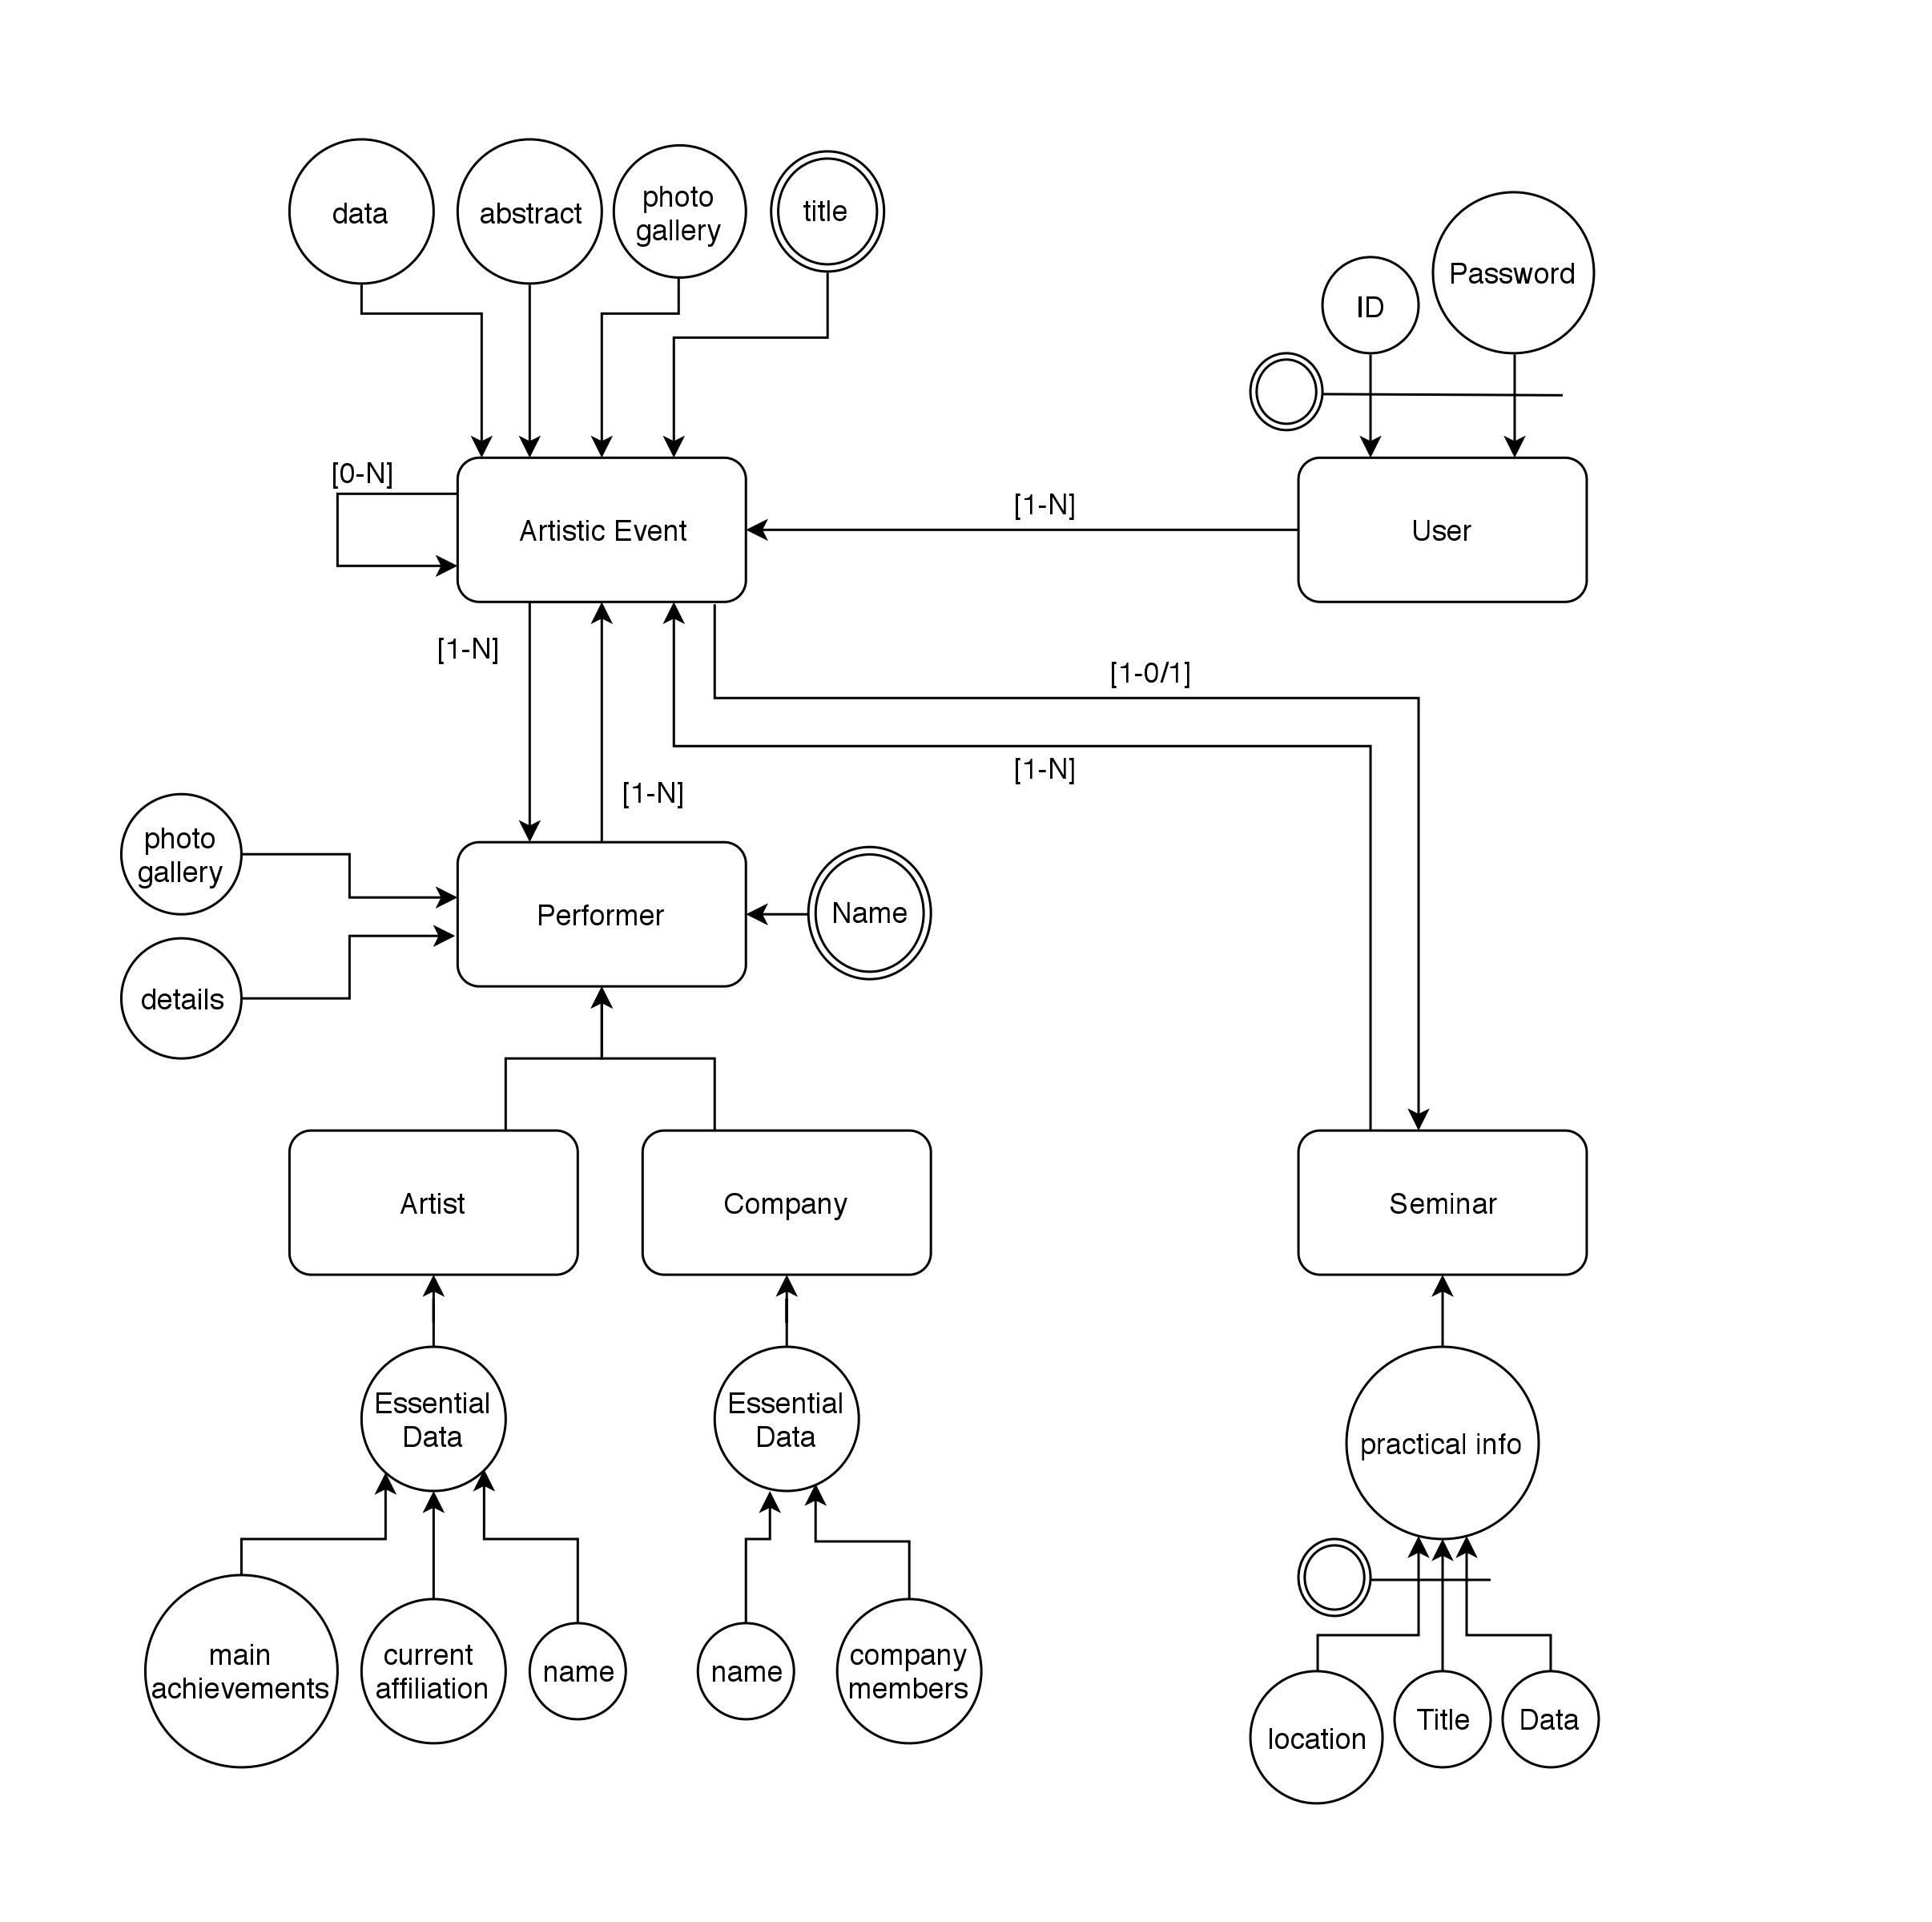 data
abstract
photo
gallery
title
ID
Password
[0-N]
Artistic Event
[1-N]
User
[1-N]
[1-0/1]
[1-N]
[1-N]
photo
gallery
details
Performer
Name
Artist
Company
Seminar
Essential
Data
Essential
Data
practical info
main
achievements
current
affiliation
name
name
company
members
location
Title
Data